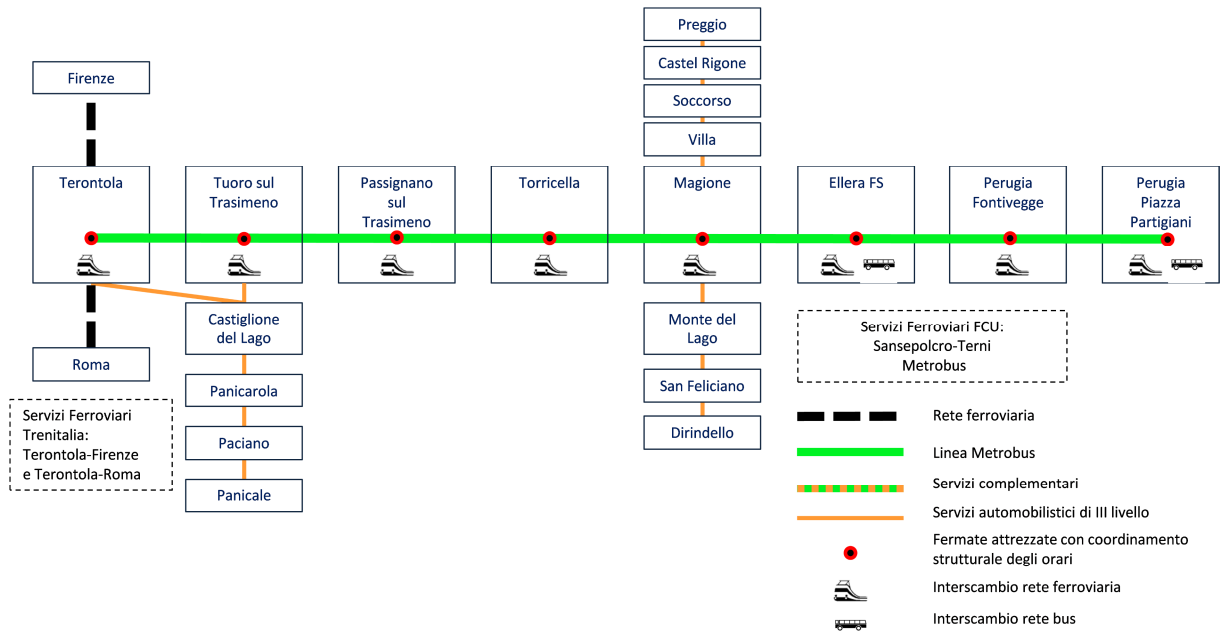 Preggio
Castel Rigone
Soccorso
Villa
Firenze
Terontola
Tuoro sul
Trasimeno
Passignano
sul
Trasimeno
Torricella
Magione
Ellera FS
Perugia
Fontivegge
Perugia
Piazza
Partigiani
Castiglione
del Lago
Panicarola
Paciano
Panicale
Roma
Servizi Ferroviari
Trenitalia:
Terontola-Firenze
e Terontola-Roma
Monte del
Lago
San Feliciano
Dirindello
Servizi Ferroviari FCU:
Sansepolcro-Terni
Metrobus
Rete ferroviaria
Linea Metrobus
Servizi complementari
Servizi automobilistici di III livello
Fermate attrezzate con coordinamento
strutturale degli orari
Interscambio rete ferroviaria
Interscambio rete bus